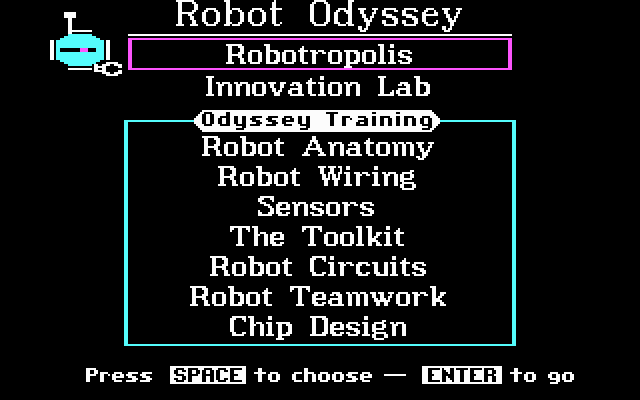 Robot Odyssey
Robotropolis
Innovation Lab
Odyssey Training
Robot Anatomy
Robot Wiring
Sensors
The Toolkit
Robot Circuits
Robot Teamwork
Chip Design
Press SPACE to choose — ENTER to go